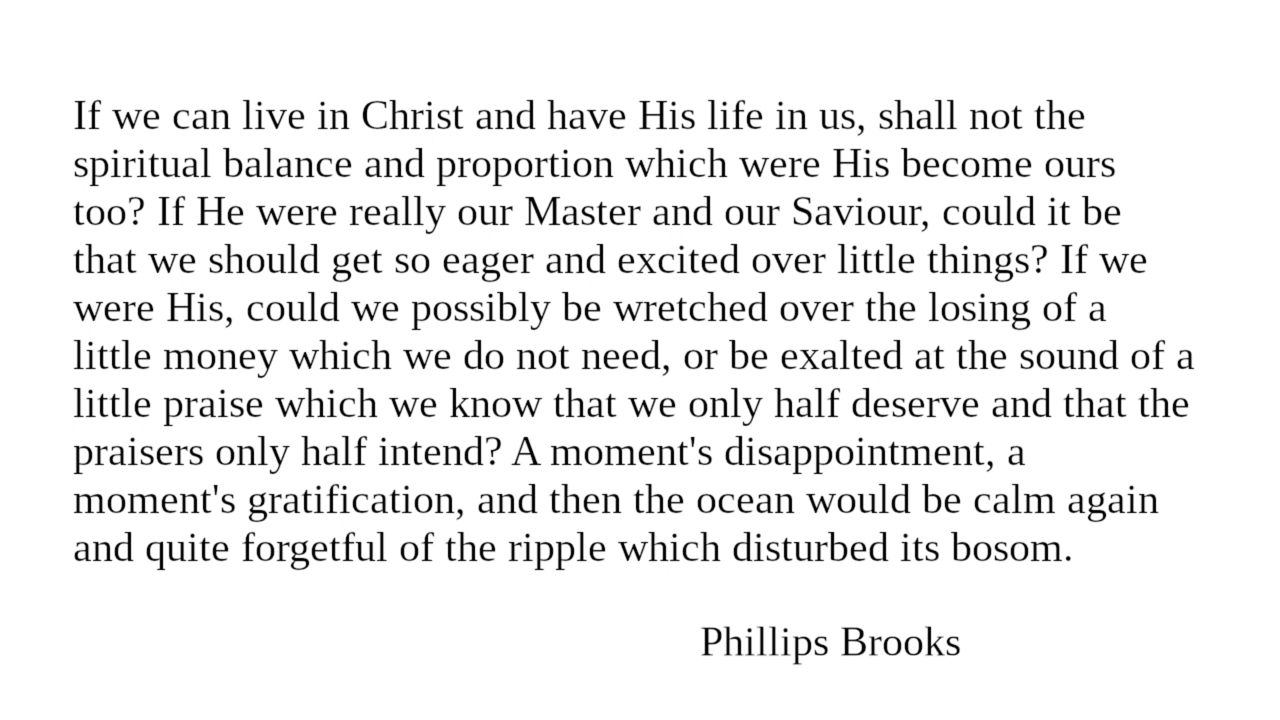 If we can live in Christ and have His life in us, shall not the
spiritual balance and proportion which were His become ours
too? If He were really our Master and our Saviour, could it be
that we should get so eager and excited over little things? If we
were His, could we possibly be wretched over the losing of a
little money which we do not need, or be exalted at the sound of a
little praise which we know that we only half deserve and that the
praisers only half intend? A moment's disappointment, a
moment's gratification, and then the ocean would be calm again
and quite forgetful of the ripple which disturbed its bosom.
Phillips Brooks